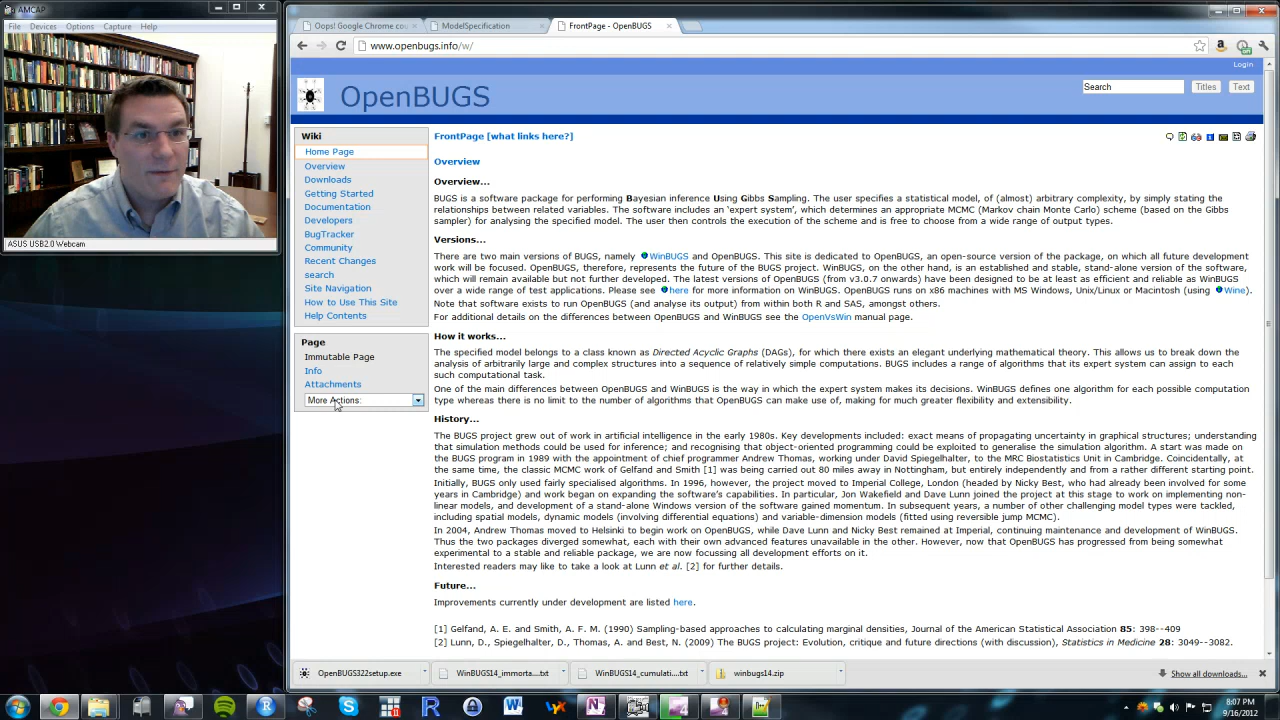 AMCAP
File Devices Options Capture Help
ASUS USB2.0 Webcam
Oops! Google Chrome cou
ModelSpecification
FrontPage - OpenBUGS
www.openbugs.info/w/
Login
OpenBUGS
Search Titles Text
Wiki
Home Page
Overview
Downloads
Getting Started
Documentation
Developers
BugTracker
Community
Recent Changes
search
Site Navigation
How to Use This Site
Help Contents
Page
Immutable Page
Info
Attachments
More Actions:
FrontPage [what links here?]
Overview
Overview...
BUGS is a software package for performing Bayesian inference Using Gibbs Sampling. The user specifies a statistical model, of (almost) arbitrary complexity, by simply stating the
relationships between related variables. The software includes an 'expert system', which determines an appropriate MCMC (Markov chain Monte Carlo) scheme (based on the Gibbs
sampler) for analysing the specified model. The user then controls the execution of the scheme and is free to choose from a wide range of output types.
Versions...
There are two main versions of BUGS, namely WinBUGS and OpenBUGS. This site is dedicated to OpenBUGS, an open-source version of the package, on which all future development
work will be focused. OpenBUGS, therefore, represents the future of the BUGS project. WinBUGS, on the other hand, is an established and stable, stand-alone version of the software,
which will remain available but not further developed. The latest versions of OpenBUGS (from v3.0.7 onwards) have been designed to be at least as efficient and reliable as WinBUGS
over a wide range of test applications. Please see here for more information on WinBUGS. OpenBUGS runs on x86 machines with MS Windows, Unix/Linux or Macintosh (using Wine).
Note that software exists to run OpenBUGS (and analyse its output) from within both R and SAS, amongst others.
For additional details on the differences between OpenBUGS and WinBUGS see the OpenVsWin manual page.
How it works...
The specified model belongs to a class known as Directed Acyclic Graphs (DAGs), for which there exists an elegant underlying mathematical theory. This allows us to break down the
analysis of arbitrarily large and complex structures into a sequence of relatively simple computations. BUGS includes a range of algorithms that its expert system can assign to each
such computational task.
One of the main differences between OpenBUGS and WinBUGS is the way in which the expert system makes its decisions. WinBUGS defines one algorithm for each possible computation
type whereas there is no limit to the number of algorithms that OpenBUGS can make use of, making for much greater flexibility and extensibility.
History...
The BUGS project grew out of work in artificial intelligence in the early 1980s. Key developments included: exact means of propagating uncertainty in graphical structures; understanding
that simulation methods could be used for inference; and recognising that object-oriented programming could be exploited to generalise the simulation algorithm. A start was made on
the BUGS program in 1989 with the appointment of chief programmer Andrew Thomas, working under David Spiegelhalter, to the MRC Biostatistics Unit in Cambridge. Coincidentally, at
the same time, the classic MCMC work of Gelfand and Smith [1] was being carried out 80 miles away in Nottingham, but entirely independently and from a rather different starting point.
Initially, BUGS only used fairly specialised algorithms. In 1996, however, the project moved to Imperial College, London (headed by Nicky Best, who had already been involved for some
years in Cambridge) and work began on expanding the software's capabilities. In particular, Jon Wakefield and Dave Lunn joined the project at this stage to work on implementing non-
linear models, and development of a stand-alone Windows version of the software gained momentum. In subsequent years, a number of other challenging model types were tackled,
including spatial models, dynamic models (involving differential equations) and variable-dimension models (fitted using reversible jump MCMC).
In 2004, Andrew Thomas moved to Helsinki to begin work on OpenBUGS, while Dave Lunn and Nicky Best remained at Imperial, continuing maintenance and development of WinBUGS.
Thus the two packages diverged somewhat, each with their own advanced features unavailable in the other. However, now that OpenBUGS has progressed from being somewhat
experimental to a stable and reliable package, we are now focussing all development efforts on it.
Interested readers may like to take a look at Lunn et al. [2] for further details.
Future...
Improvements currently under development are listed here.
[1] Gelfand, A. E. and Smith, A. F. M. (1990) Sampling-based approaches to calculating marginal densities, Journal of the American Statistical Association 85: 398--409
[2] Lunn, D., Spiegelhalter, D., Thomas, A. and Best, N. (2009) The BUGS project: Evolution, critique and future directions (with discussion), Statistics in Medicine 28: 3049--3082.
OpenBUGS322setup.exe
WinBUGS14_immorta....txt
WinBUGS14_cumulati....txt
winbugs14.zip
Show all downloads...
8:07 PM
9/16/2012